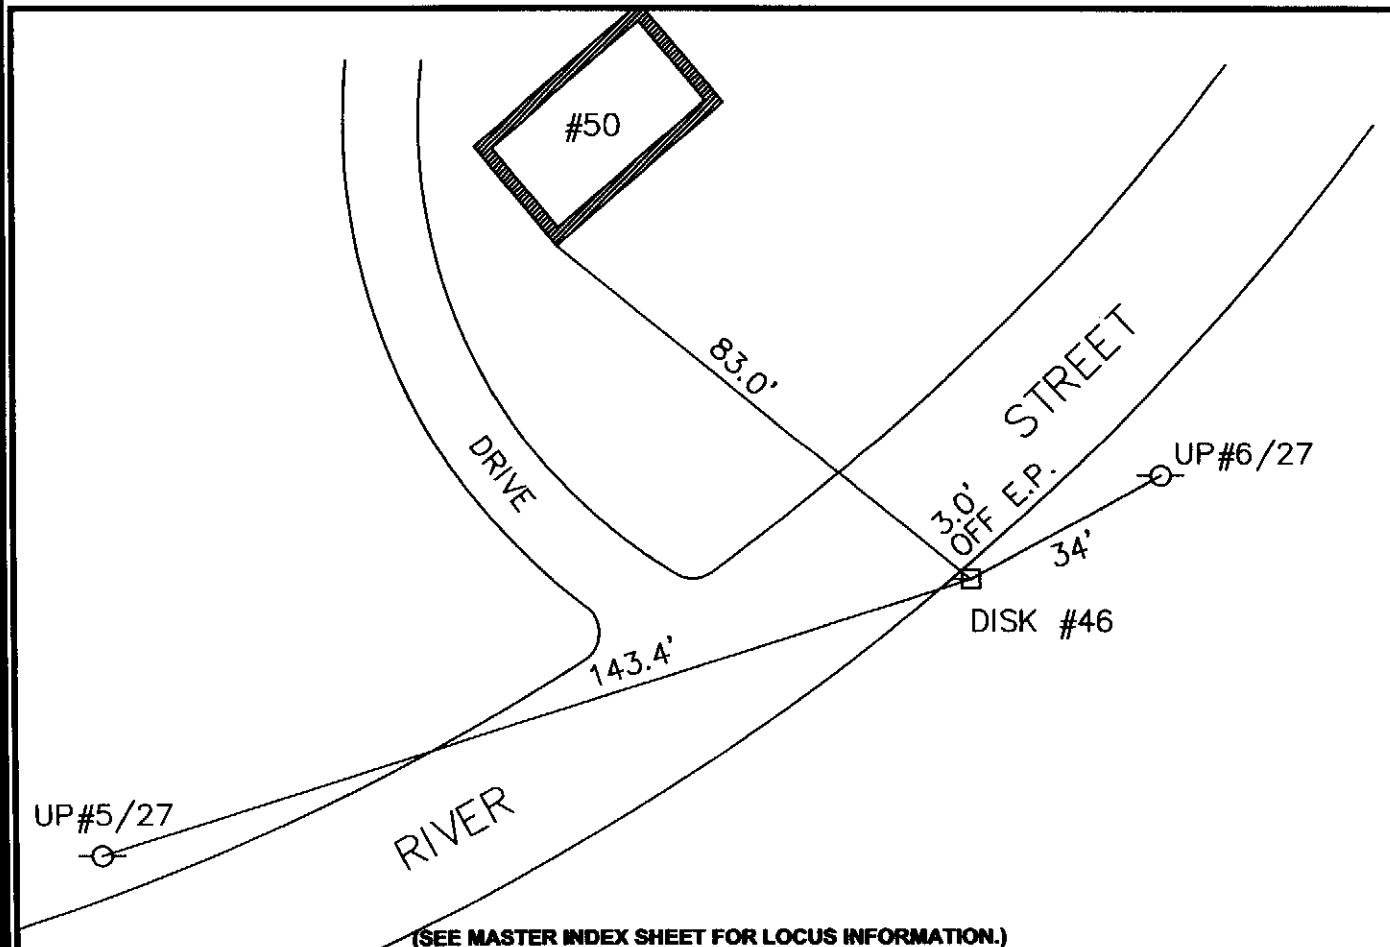 #50
83.0'
STREET
DRIVE
3.0'
OFF E.P.
UP#6/27
34'
DISK #46
143.4'
UP#5/27
RIVER
(SEE MASTER INDEX SHEET FOR LOCUS INFORMATION.)